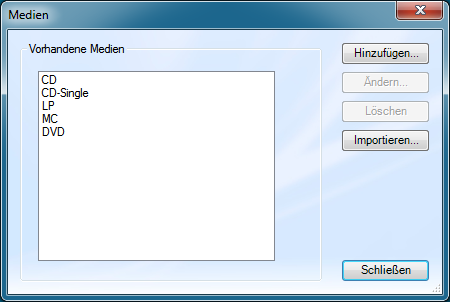 Medien
Vorhandene Medien
CD
CD-Single
LP
MC
DVD
Hinzufügen...
Ändern...
Löschen
Importieren...
Schließen